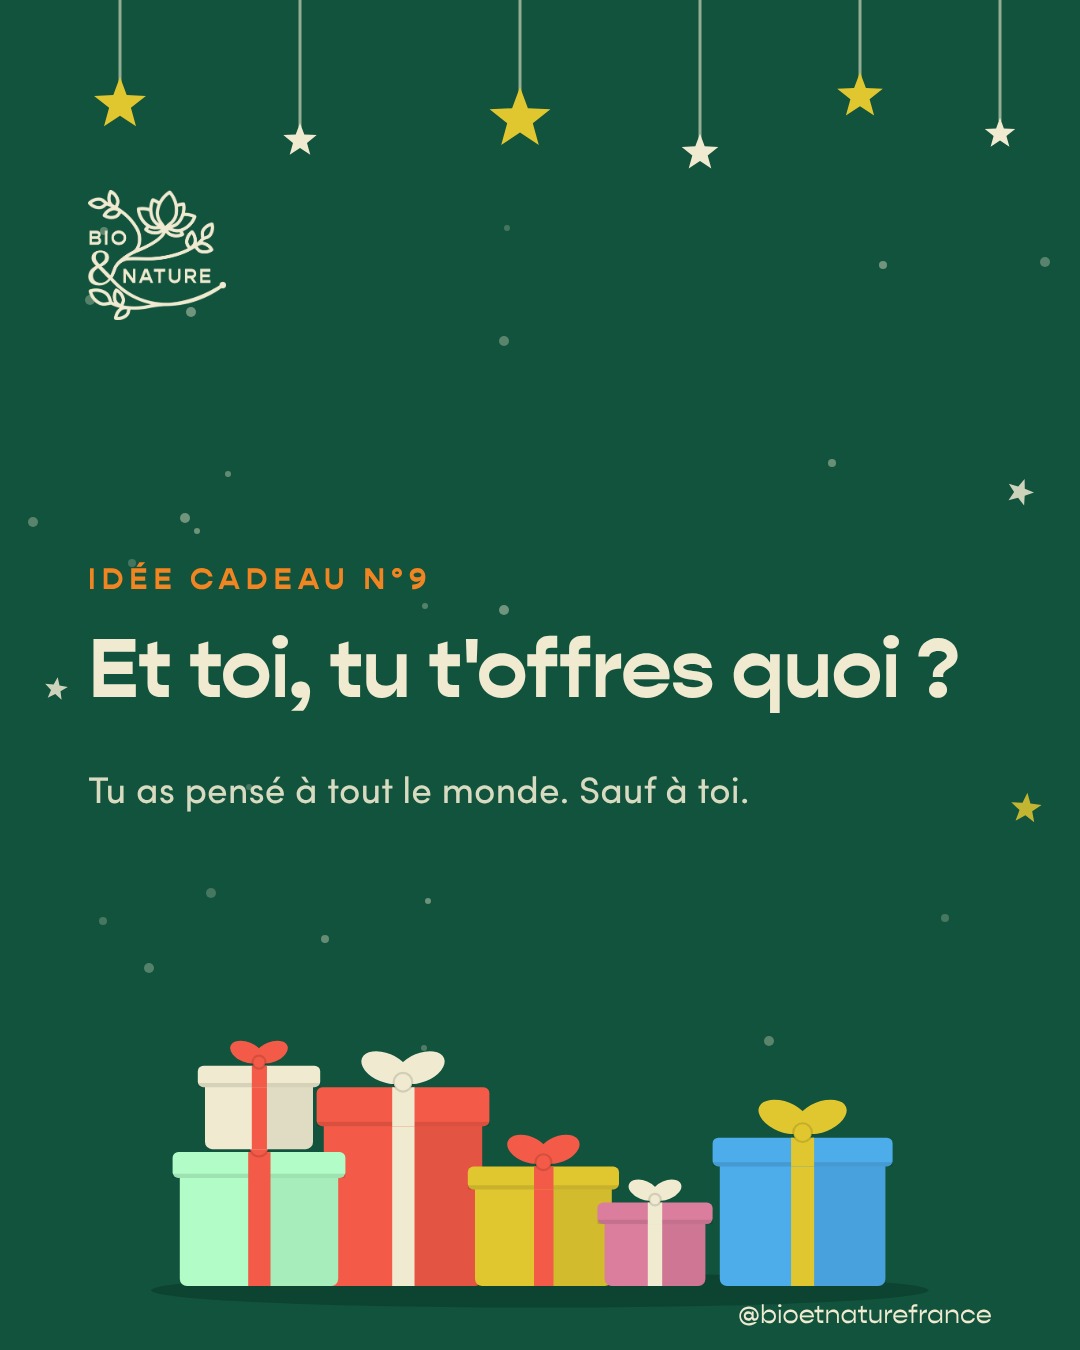 BIO
& NATURE
IDÉE CADEAU N°9
Et toi, tu t'offres quoi ?
Tu as pensé à tout le monde. Sauf à toi.
@bioetnaturefrance